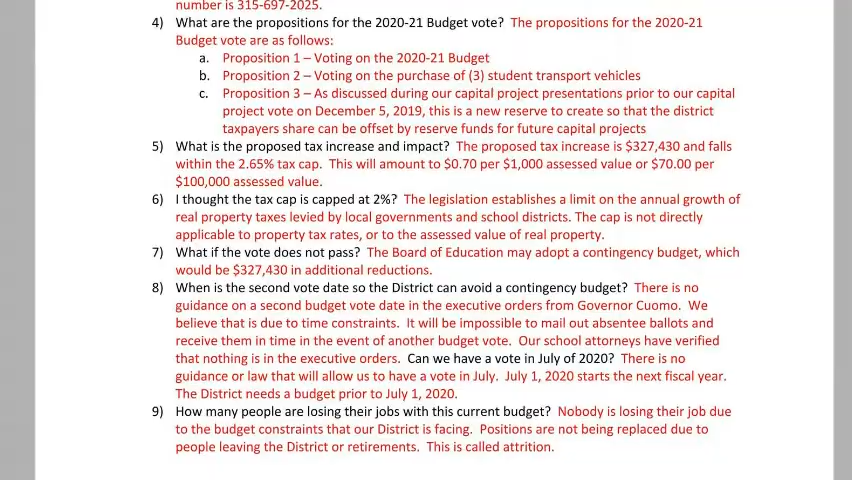 number is 315-697-2025.
4) What are the propositions for the 2020-21 Budget vote? The propositions for the 2020-21
Budget vote are as follows:
a. Proposition 1 – Voting on the 2020-21 Budget
b. Proposition 2 – Voting on the purchase of (3) student transport vehicles
c. Proposition 3 – As discussed during our capital project presentations prior to our capital
project vote on December 5, 2019, this is a new reserve to create so that the district
taxpayers share can be offset by reserve funds for future capital projects
5) What is the proposed tax increase and impact? The proposed tax increase is $327,430 and falls
within the 2.65% tax cap. This will amount to $0.70 per $1,000 assessed value or $70.00 per
$100,000 assessed value.
6) I thought the tax cap is capped at 2%? The legislation establishes a limit on the annual growth of
real property taxes levied by local governments and school districts. The cap is not directly
applicable to property tax rates, or to the assessed value of real property.
7) What if the vote does not pass? The Board of Education may adopt a contingency budget, which
would be $327,430 in additional reductions.
8) When is the second vote date so the District can avoid a contingency budget? There is no
guidance on a second budget vote date in the executive orders from Governor Cuomo. We
believe that is due to time constraints. It will be impossible to mail out absentee ballots and
receive them in time in the event of another budget vote. Our school attorneys have verified
that nothing is in the executive orders. Can we have a vote in July of 2020? There is no
guidance or law that will allow us to have a vote in July. July 1, 2020 starts the next fiscal year.
The District needs a budget prior to July 1, 2020.
9) How many people are losing their jobs with this current budget? Nobody is losing their job due
to the budget constraints that our District is facing. Positions are not being replaced due to
people leaving the District or retirements. This is called attrition.